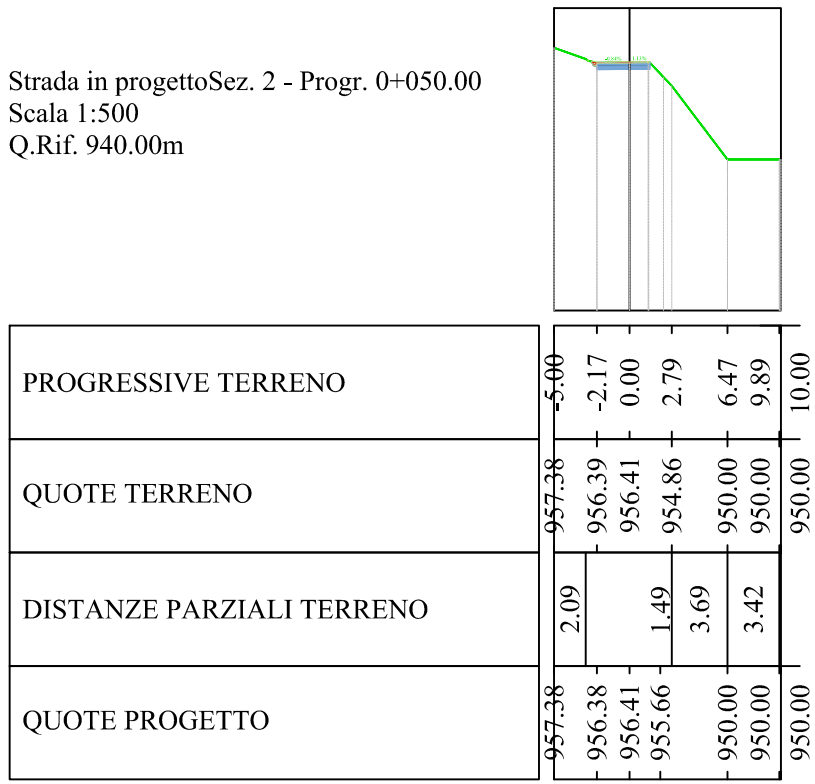 Strada in progettoSez. 2 - Progr. 0+050.00
Scala 1:500
Q.Rif. 940.00m
PROGRESSIVE TERRENO -5.00 -2.17 0.00 2.79 6.47 9.89 10.00
QUOTE TERRENO 957.38 956.39 956.41 954.86 950.00 950.00 950.00
DISTANZE PARZIALI TERRENO 2.09 1.49 3.69 3.42
QUOTE PROGETTO 957.38 956.38 956.41 955.66 950.00 950.00 950.00